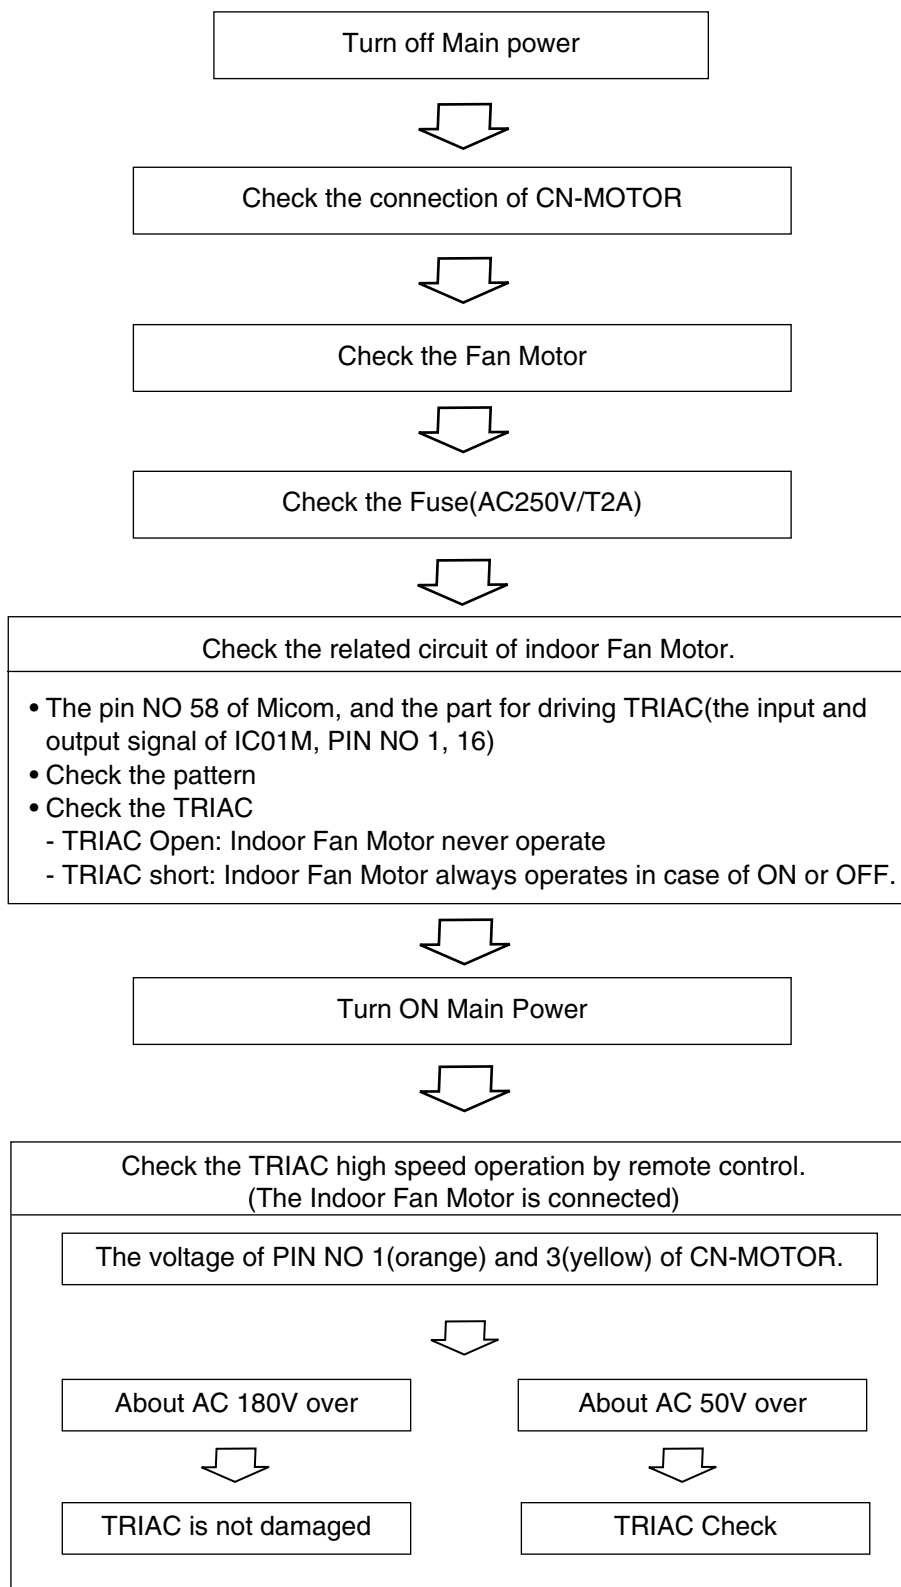 Turn off Main power
Check the connection of CN-MOTOR
Check the Fan Motor
Check the Fuse(AC250V/T2A)
Check the related circuit of indoor Fan Motor.
• The pin NO 58 of Micom, and the part for driving TRIAC(the input and
output signal of IC01M, PIN NO 1, 16)
• Check the pattern
• Check the TRIAC
- TRIAC Open: Indoor Fan Motor never operate
- TRIAC short: Indoor Fan Motor always operates in case of ON or OFF.
Turn ON Main Power
Check the TRIAC high speed operation by remote control.
(The Indoor Fan Motor is connected)
The voltage of PIN NO 1(orange) and 3(yellow) of CN-MOTOR.
About AC 180V over
About AC 50V over
TRIAC is not damaged
TRIAC Check